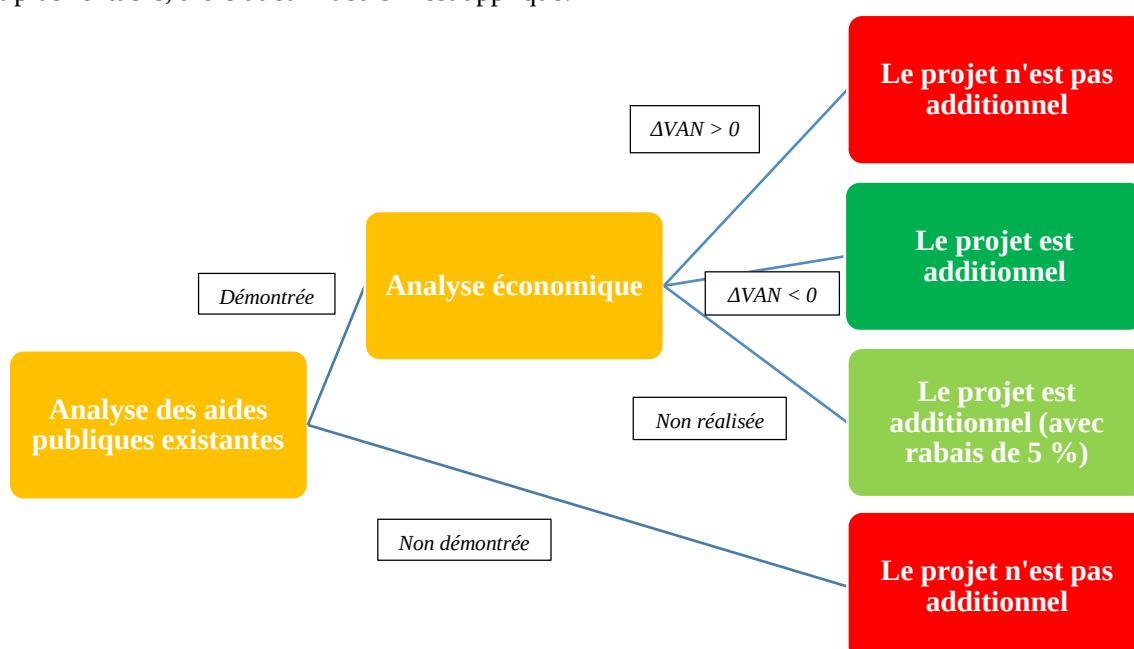 Le projet n'est pas
additionnel
ΔVAN > 0
Le projet est
additionnel
Analyse économique
Démontrée
ΔVAN < 0
Analyse des aides
publiques existantes
Non réalisée
Le projet est
additionnel (avec
rabais de 5 %)
Non démontrée
Le projet n'est pas
additionnel